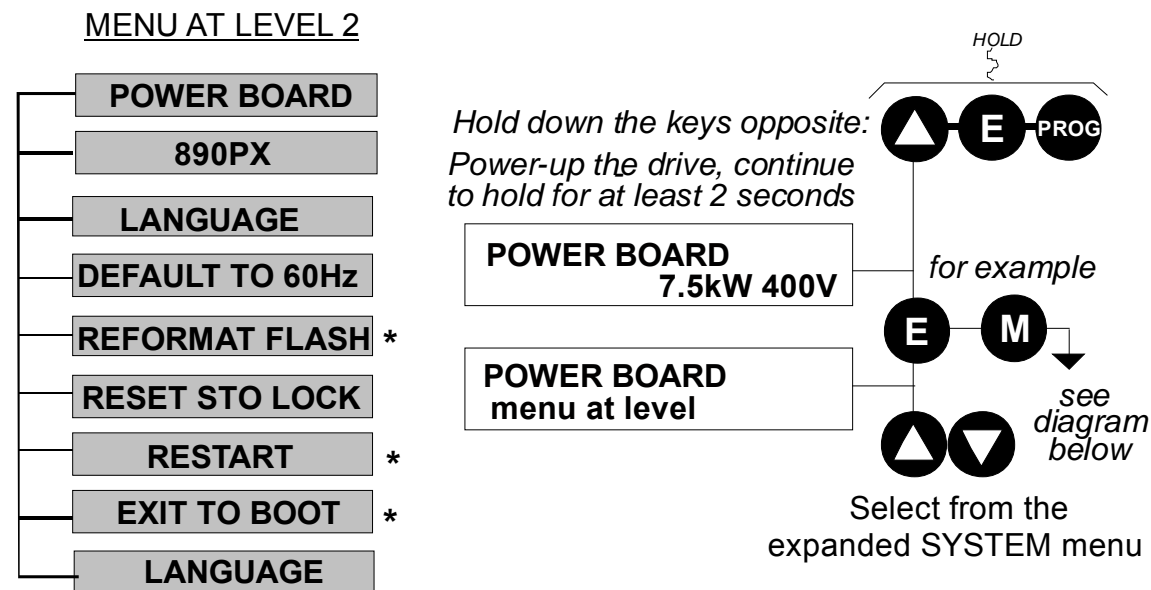 MENU AT LEVEL 2
POWER BOARD
890PX
LANGUAGE
DEFAULT TO 60Hz
REFORMAT FLASH *
RESET STO LOCK
RESTART *
EXIT TO BOOT *
LANGUAGE
HOLD
Hold down the keys opposite:
E
PROG
Power-up the drive, continue
to hold for at least 2 seconds
POWER BOARD
7.5kW 400V
for example
E
M
POWER BOARD
menu at level
see
diagram
below
Select from the
expanded SYSTEM menu